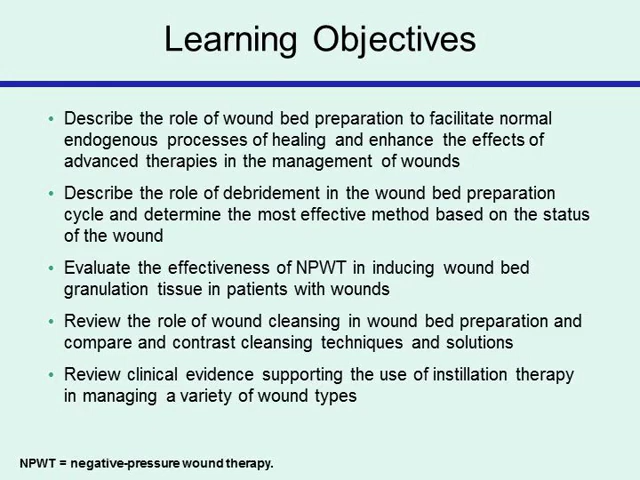 Learning Objectives
• Describe the role of wound bed preparation to facilitate normal
endogenous processes of healing and enhance the effects of
advanced therapies in the management of wounds
• Describe the role of debridement in the wound bed preparation
cycle and determine the most effective method based on the status
of the wound
• Evaluate the effectiveness of NPWT in inducing wound bed
granulation tissue in patients with wounds
• Review the role of wound cleansing in wound bed preparation and
compare and contrast cleansing techniques and solutions
• Review clinical evidence supporting the use of instillation therapy
in managing a variety of wound types
NPWT = negative-pressure wound therapy.